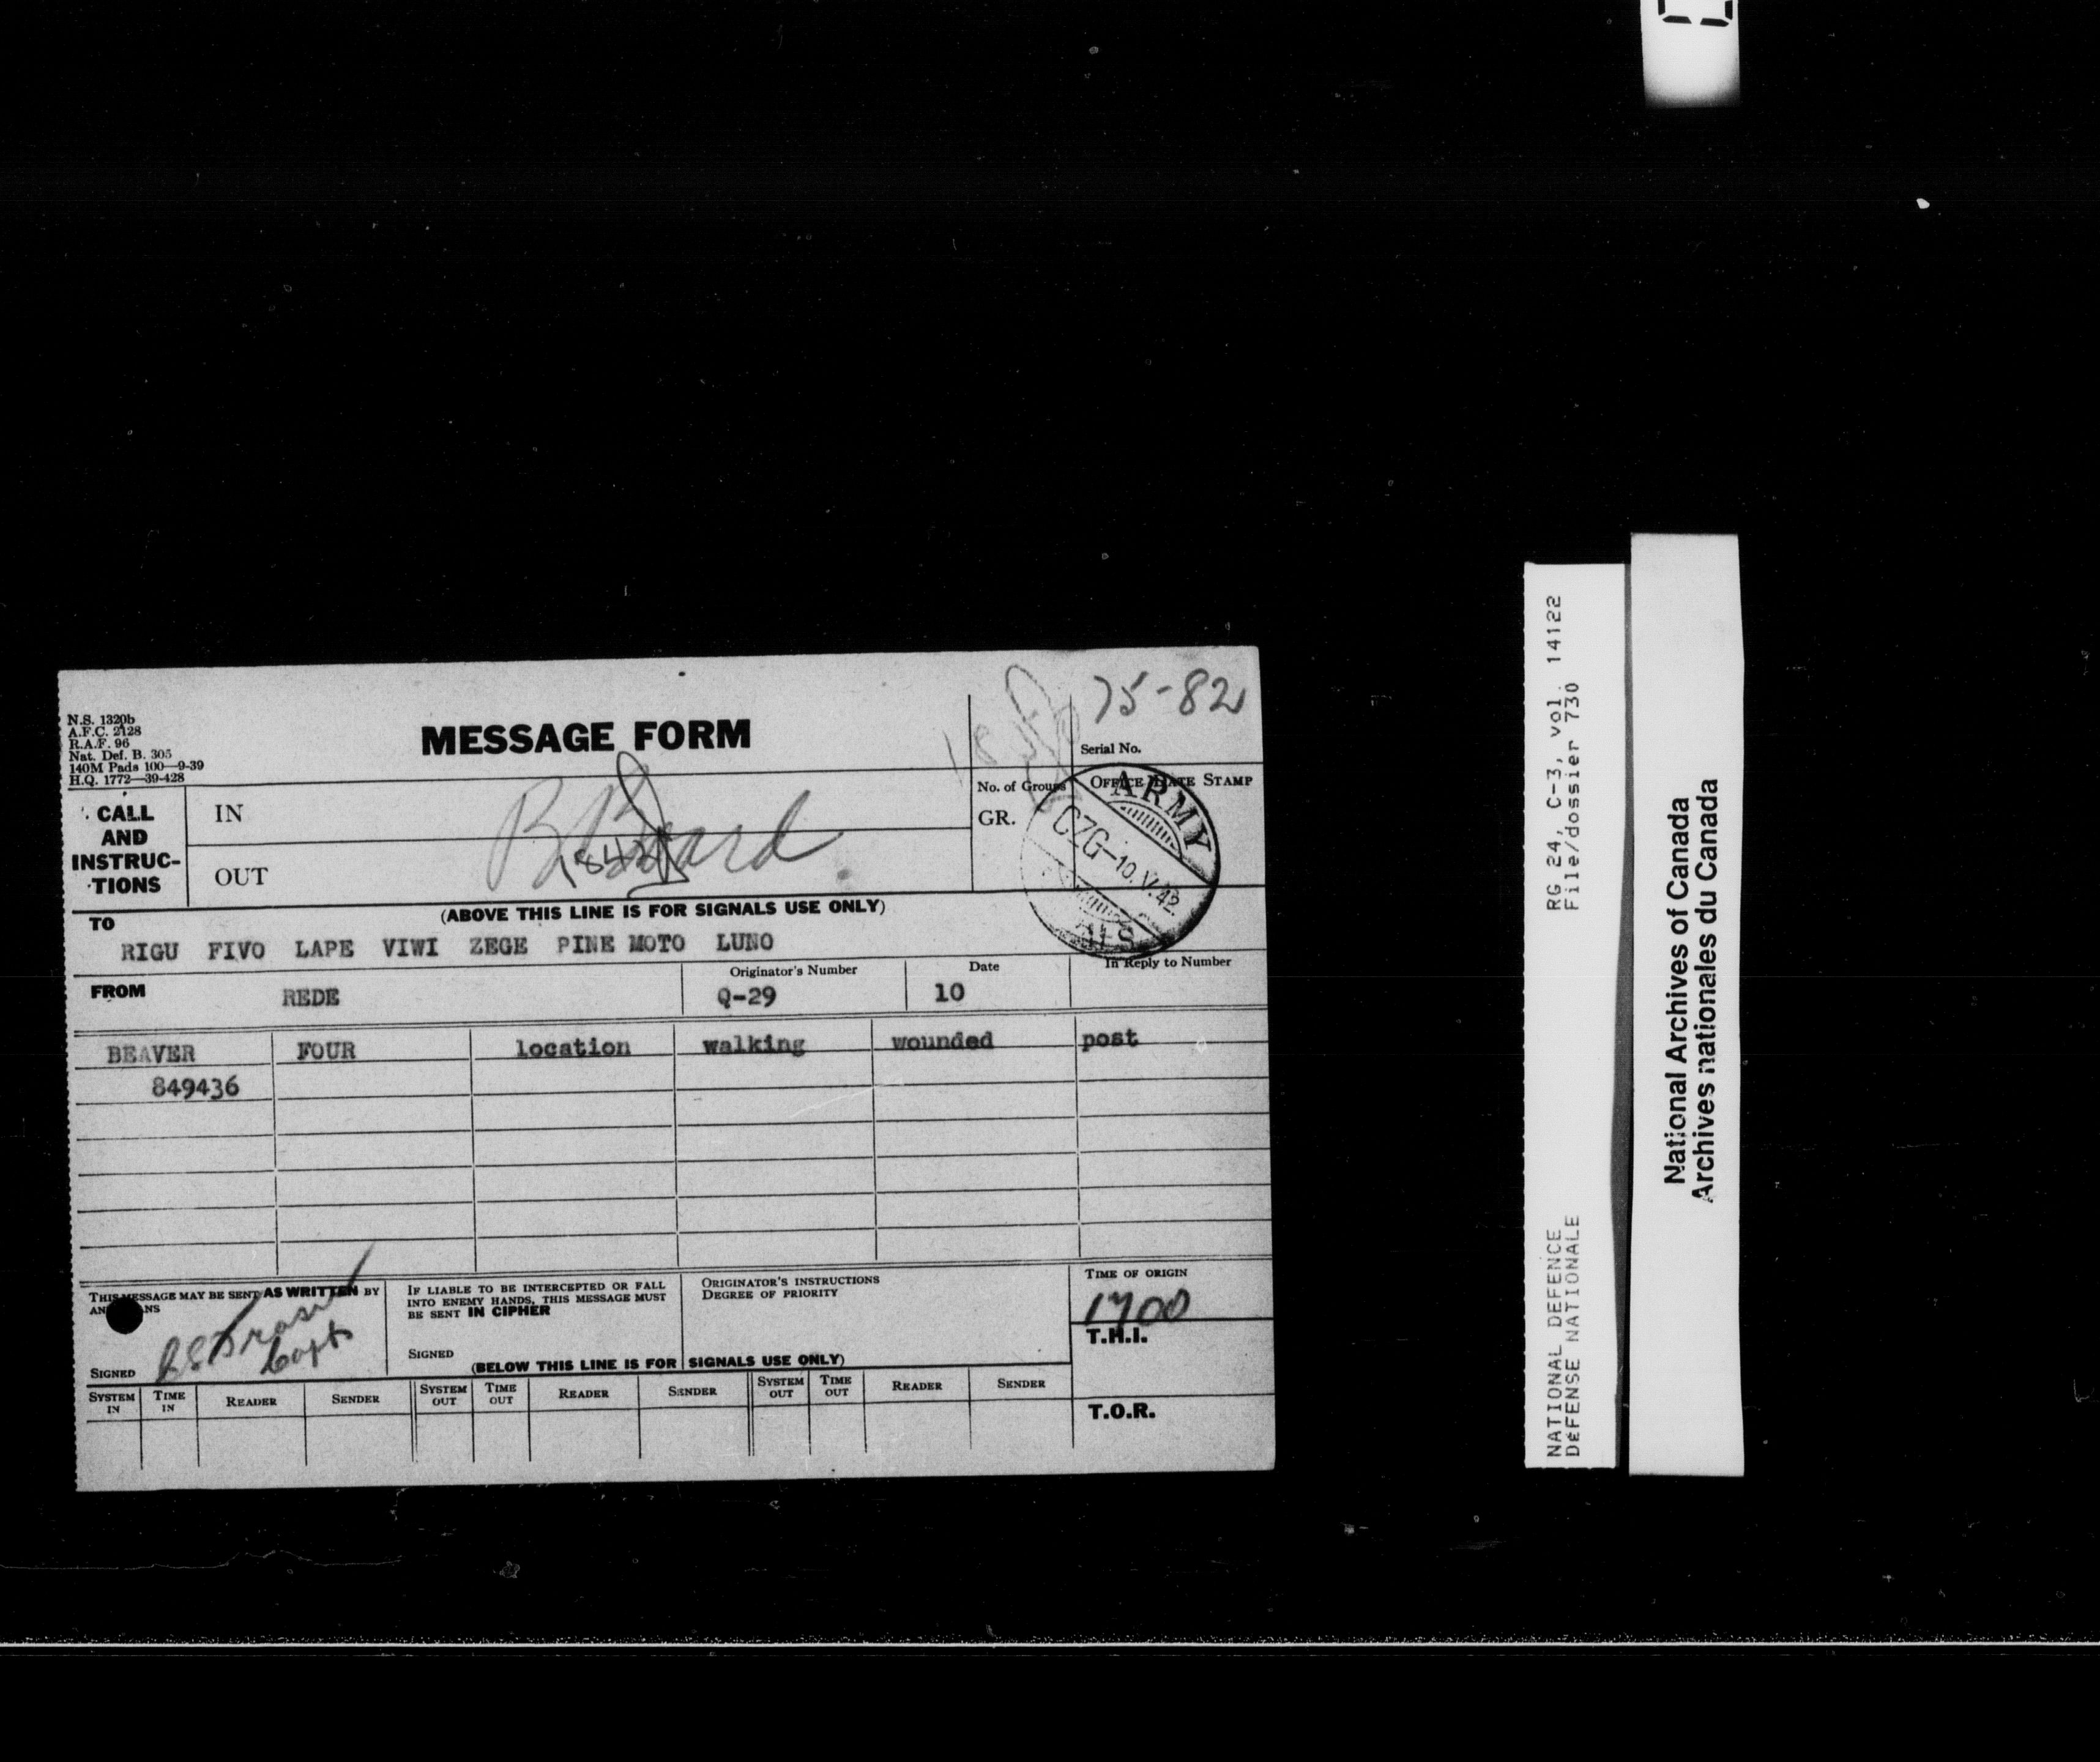 N.S. 1320b
A.F.C. 2128
R.A.F. 96
Nat. Def. B. 305
140M Pads 100—9-39
H.Q. 1772—39-428
MESSAGE FORM
75-82
Serial No.
CALL AND INSTRUC-TIONS
IN
OUT
1842
No. of Groups
GR.
OFFICE DATE STAMP
ARMY
CZG-10.V.42.
(ABOVE THIS LINE IS FOR SIGNALS USE ONLY)
TO
RIGU FIVO LAPE VIWI ZEGE PINE MOTO LUNO
FROM REDE
Originator's Number
Q-29
Date
10
In Reply to Number
BEAVER FOUR location walking wounded post
849436
THIS MESSAGE MAY BE SENT AS WRITTEN BY
AN NS
SIGNED
Capt
IF LIABLE TO BE INTERCEPTED OR FALL
INTO ENEMY HANDS, THIS MESSAGE MUST
BE SENT IN CIPHER
SIGNED
ORIGINATOR'S INSTRUCTIONS
DEGREE OF PRIORITY
TIME OF ORIGIN
1700
T.H.I.
(BELOW THIS LINE IS FOR SIGNALS USE ONLY)
SYSTEM IN TIME IN READER SENDER SYSTEM OUT TIME OUT READER SENDER SYSTEM OUT TIME OUT READER SENDER
T.O.R.
RG 24, C-3, vol. 14122
File/dossier 730
NATIONAL DEFENCE
DÉFENSE NATIONALE
National Archives of Canada
Archives nationales du Canada